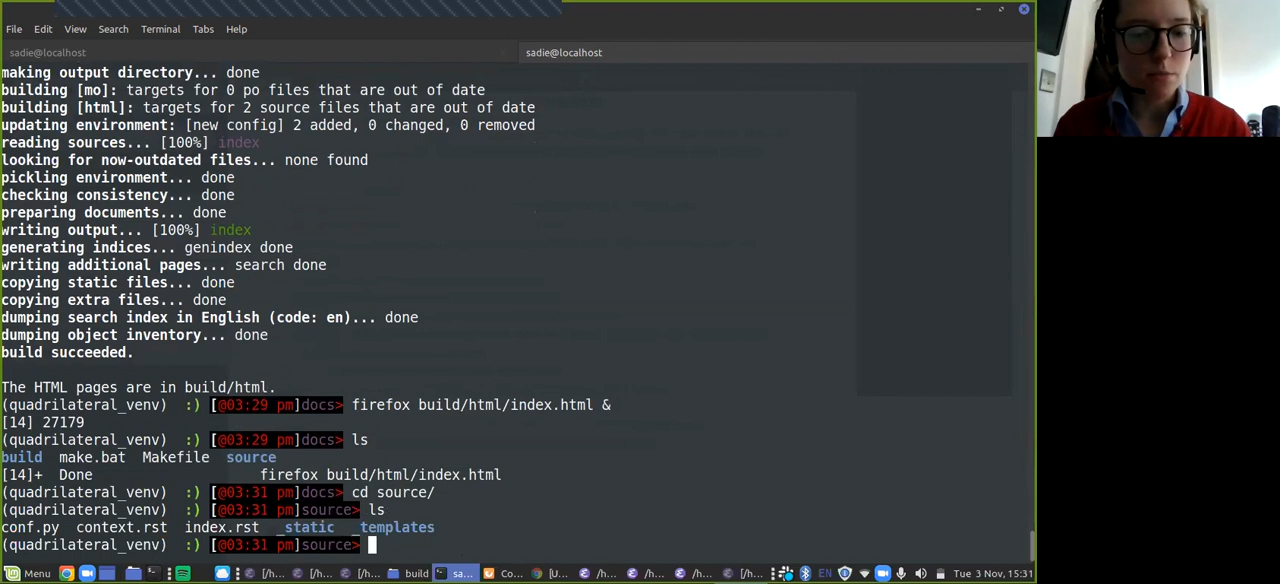 File Edit View Search Terminal Tabs Help
sadie@localhost sadie@localhost
making output directory... done
building [mo]: targets for 0 po files that are out of date
building [html]: targets for 2 source files that are out of date
updating environment: [new config] 2 added, 0 changed, 0 removed
reading sources... [100%] index
looking for now-outdated files... none found
pickling environment... done
checking consistency... done
preparing documents... done
writing output... [100%] index
generating indices... genindex done
writing additional pages... search done
copying static files... done
copying extra files... done
dumping search index in English (code: en)... done
dumping object inventory... done
build succeeded.
The HTML pages are in build/html.
(quadrilateral_venv) :) [@03:29 pm]docs> firefox build/html/index.html &
[14] 27179
(quadrilateral_venv) :) [@03:29 pm]docs> ls
build make.bat Makefile source
[14]+ Done firefox build/html/index.html
(quadrilateral_venv) :) [@03:31 pm]docs> cd source/
(quadrilateral_venv) :) [@03:31 pm]source> ls
conf.py context.rst index.rst _static _templates
(quadrilateral_venv) :) [@03:31 pm]source>
Menu [/h... [/h... [/h... build sa... Co... [U... /h... /h... /h... [/h... EN Tue 3 Nov, 15:31